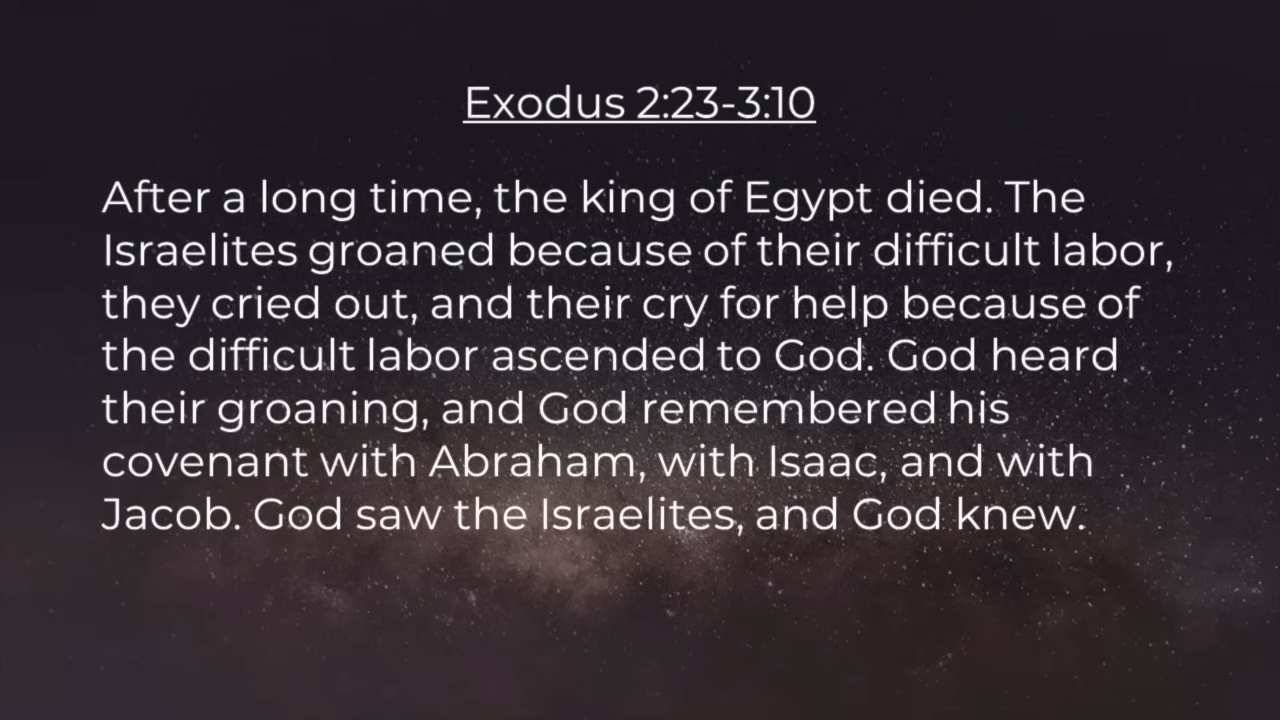 Exodus 2:23-3:10
After a long time, the king of Egypt died. The
Israelites groaned because of their difficult labor,
they cried out, and their cry for help because of
the difficult labor ascended to God. God heard
their groaning, and God remembered his
covenant with Abraham, with Isaac, and with
Jacob. God saw the Israelites, and God knew.